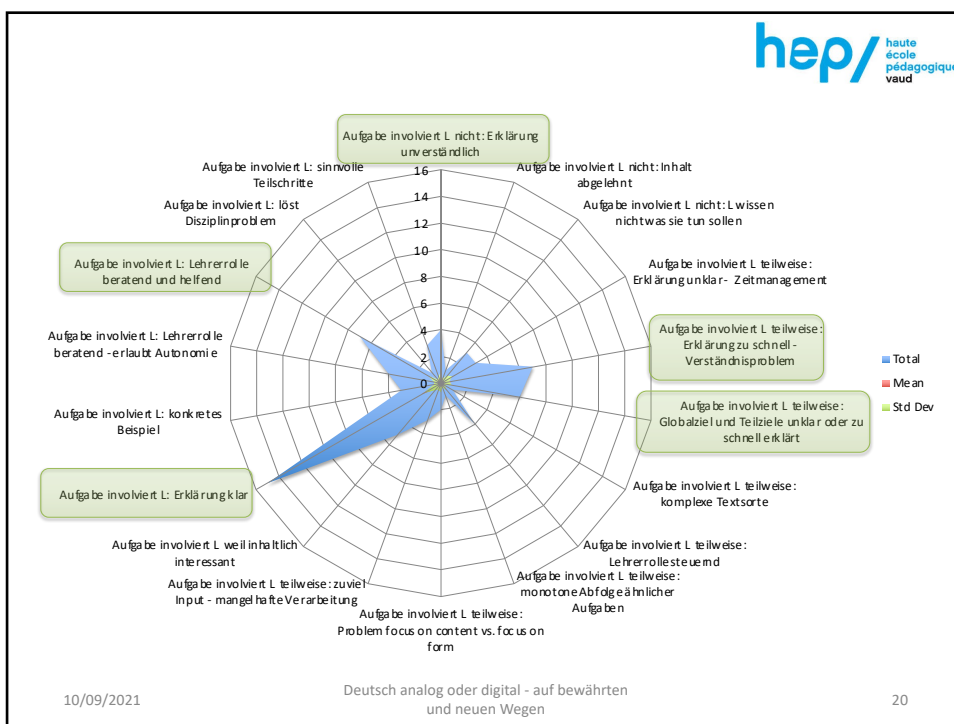 hep/
haute
école
pédagogique
vaud
Aufgabe involviert L nicht: Erklärung
unverständlich
Aufgabe involviert L nicht: Inhalt
abgelehnt
Aufgabe involviert L nicht: L wissen
nicht was sie tun sollen
Aufgabe involviert L teilweise:
Erklärung unklar- Zeitmanagement
Aufgabe involviert L teilweise:
Erklärung zu schnell -
Verständnisproblem
Aufgabe involviert L teilweise:
Globalziel und Teilziele unklar oder zu
schnell erklärt
Aufgabe involviert L teilweise:
komplexe Textsorte
Aufgabe involviert L teilweise:
Lehrerrolle steuernd
Aufgabe involviert L teilweise:
monotone Abfolge ähnlicher
Aufgaben
Aufgabe involviert L teilweise:
Problem focus on content vs. focus on
form
Aufgabe involviert L teilweise: zuviel
Input - mangelhafte Verarbeitung
Aufgabe involviert L weil inhaltlich
interessant
Aufgabe involviert L: Erklärung klar
Aufgabe involviert L: konkretes
Beispiel
Aufgabe involviert L: Lehrerrolle
beratend - erlaubt Autonomie
Aufgabe involviert L: Lehrerrolle
beratend und helfend
Aufgabe involviert L: löst
Disziplinproblem
Aufgabe involviert L: sinnvolle
Teilschritte
16
14
12
10
8
6
4
2
0
Total
Mean
Std Dev
10/09/2021
Deutsch analog oder digital - auf bewährten
und neuen Wegen
20